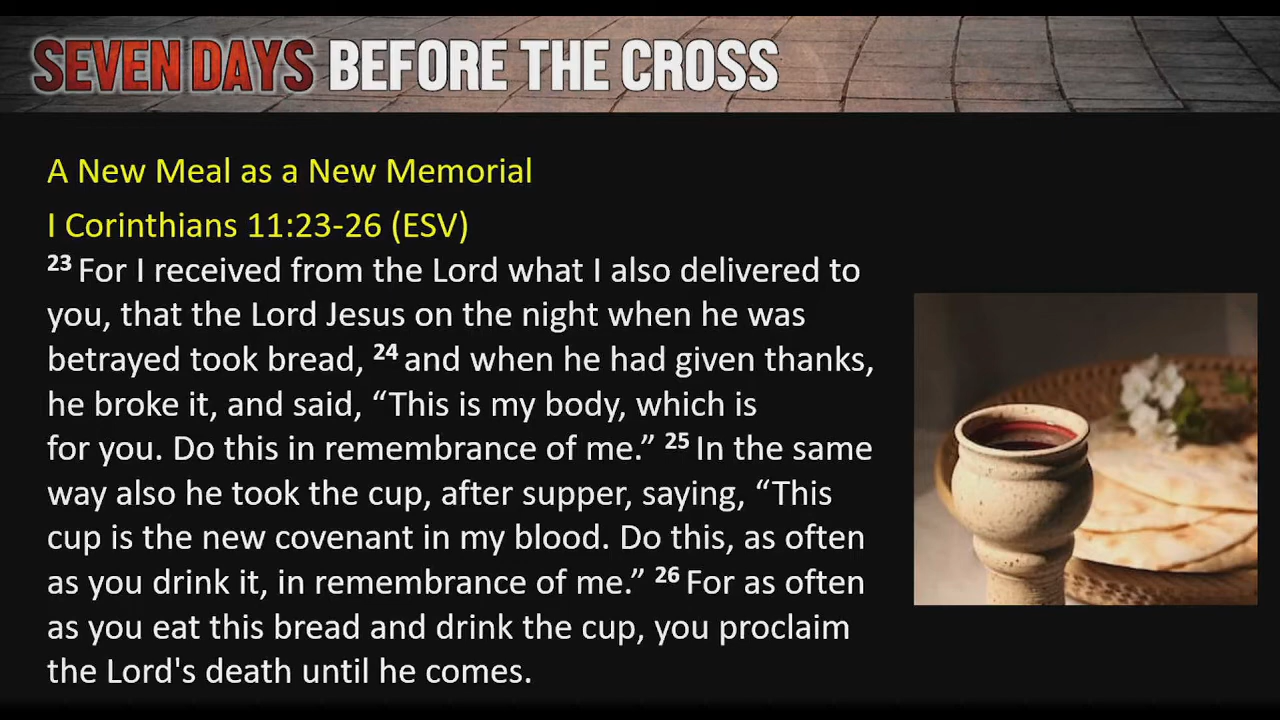 SEVEN DAYS BEFORE THE CROSS
A New Meal as a New Memorial
I Corinthians 11:23-26 (ESV)
23 For I received from the Lord what I also delivered to
you, that the Lord Jesus on the night when he was
betrayed took bread, 24 and when he had given thanks,
he broke it, and said, “This is my body, which is
for you. Do this in remembrance of me.” 25 In the same
way also he took the cup, after supper, saying, “This
cup is the new covenant in my blood. Do this, as often
as you drink it, in remembrance of me.” 26 For as often
as you eat this bread and drink the cup, you proclaim
the Lord's death until he comes.